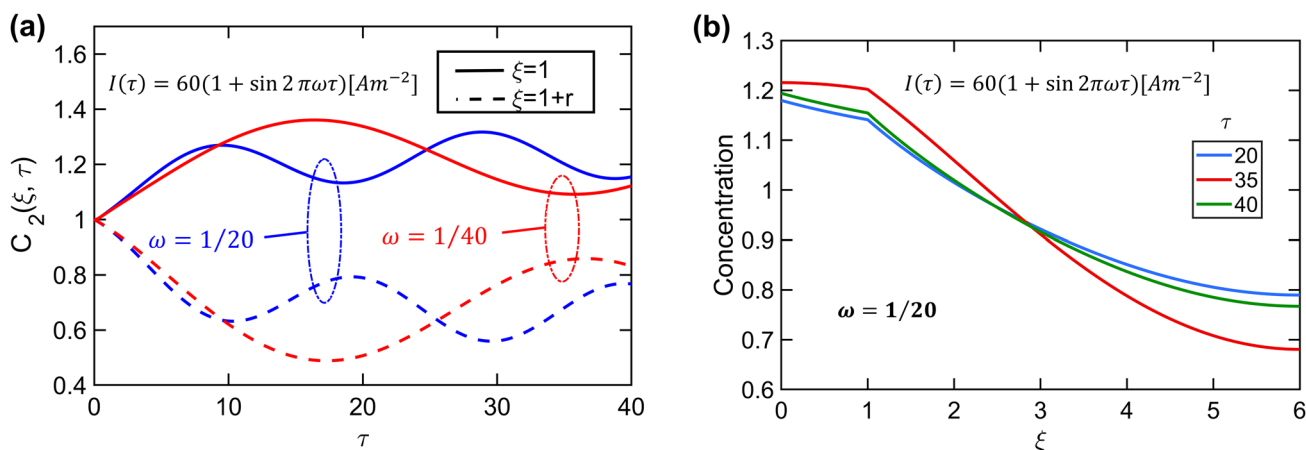 (a)
1.6
1.4
1.2
1
0.8
0.6
0.4
C 2(ξ, τ)
I(τ) = 60(1 + sin 2πωτ)[Am⁻²]
ξ=1
ξ=1+r
ω = 1/20
ω = 1/40
0 10 20 30 40
τ
(b)
1.3
1.2
1.1
1
0.9
0.8
0.7
0.6
Concentration
I(τ) = 60(1 + sin 2πωτ)[Am⁻²]
τ
20
35
40
ω = 1/20
0 1 2 3 4 5 6
ξ